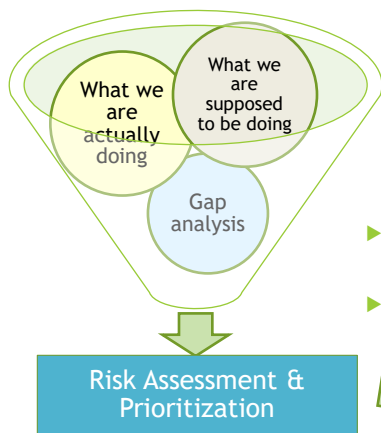 What we
are
actually
doing
What we
are
supposed
to be doing
Gap
analysis
Risk Assessment &
Prioritization